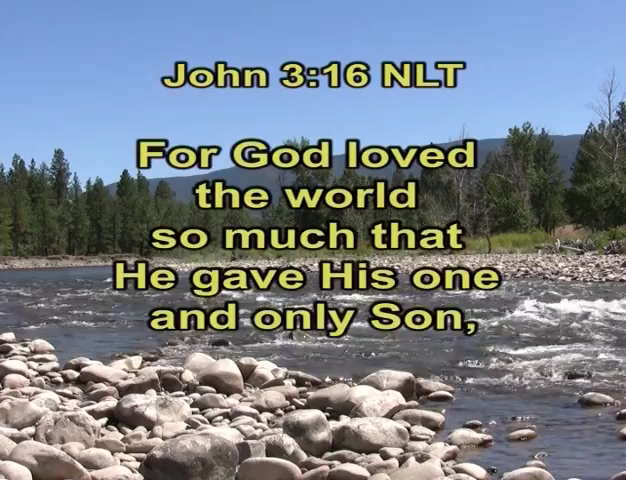 John 3:16 NLT
For God loved
the world
so much that
He gave His one
and only Son,